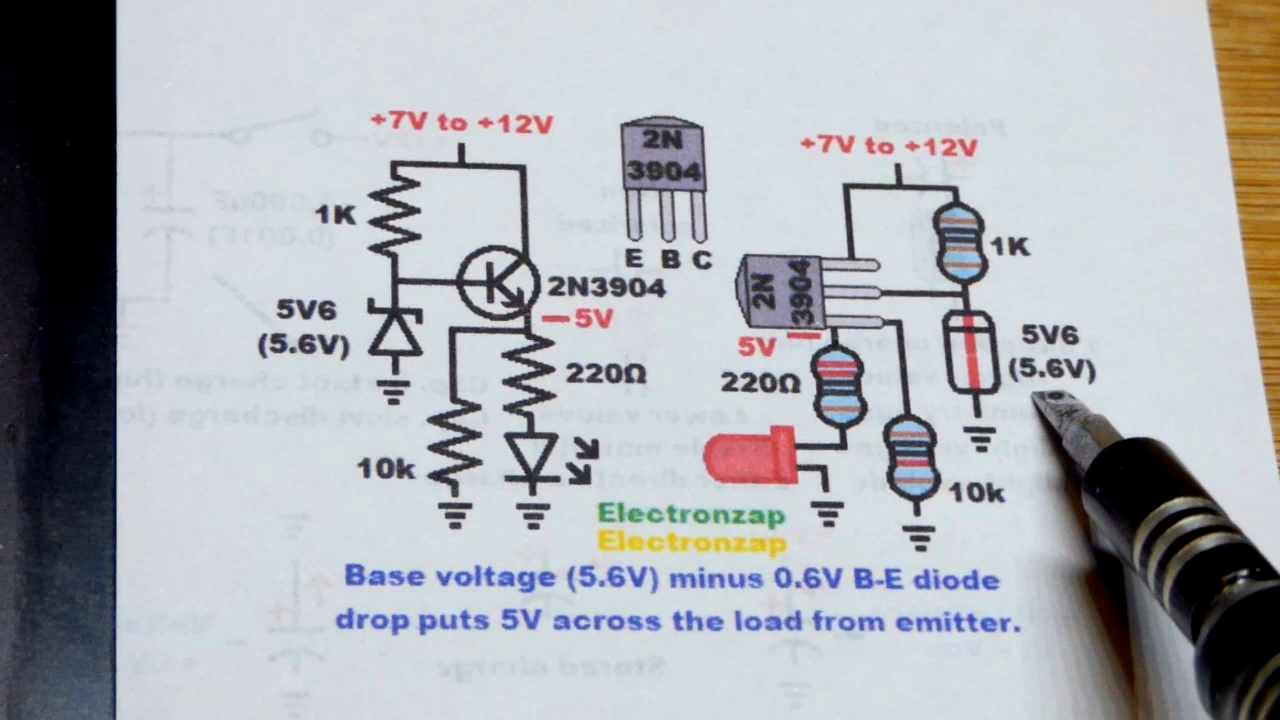 +7V to +12V
1K
5V6
(5.6V)
2N3904
5V
220Ω
10k
2N
3904
E B C
+7V to +12V
1K
2N
3904
5V
220Ω
5V6
(5.6V)
10k
Electronzap
Electronzap
Base voltage (5.6V) minus 0.6V B-E diode
drop puts 5V across the load from emitter.